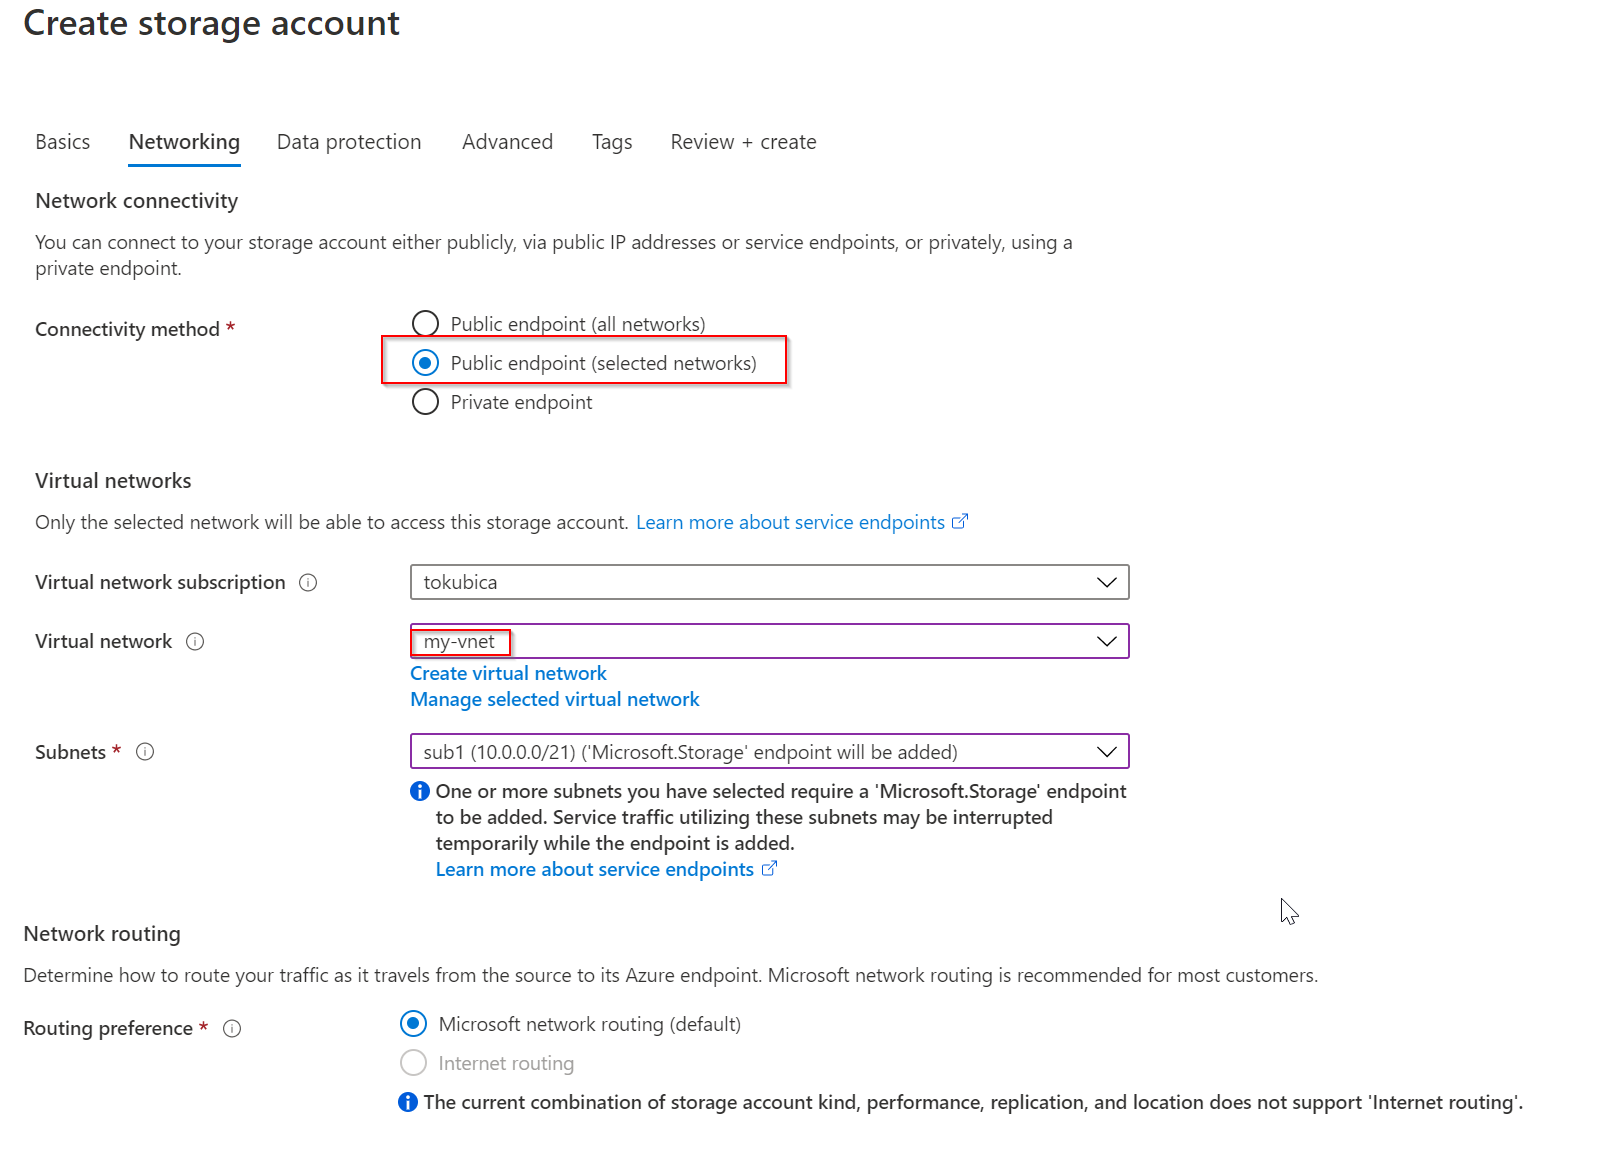 Create storage account
Basics Networking Data protection Advanced Tags Review + create
Network connectivity
You can connect to your storage account either publicly, via public IP addresses or service endpoints, or privately, using a
private endpoint.
Connectivity method *
Public endpoint (all networks)
Public endpoint (selected networks)
Private endpoint
Virtual networks
Only the selected network will be able to access this storage account. Learn more about service endpoints
Virtual network subscription
tokubica
Virtual network
my-vnet
Create virtual network
Manage selected virtual network
Subnets *
sub1 (10.0.0.0/21) ('Microsoft.Storage' endpoint will be added)
One or more subnets you have selected require a 'Microsoft.Storage' endpoint
to be added. Service traffic utilizing these subnets may be interrupted
temporarily while the endpoint is added.
Learn more about service endpoints
Network routing
Determine how to route your traffic as it travels from the source to its Azure endpoint. Microsoft network routing is recommended for most customers.
Routing preference *
Microsoft network routing (default)
Internet routing
The current combination of storage account kind, performance, replication, and location does not support 'Internet routing'.